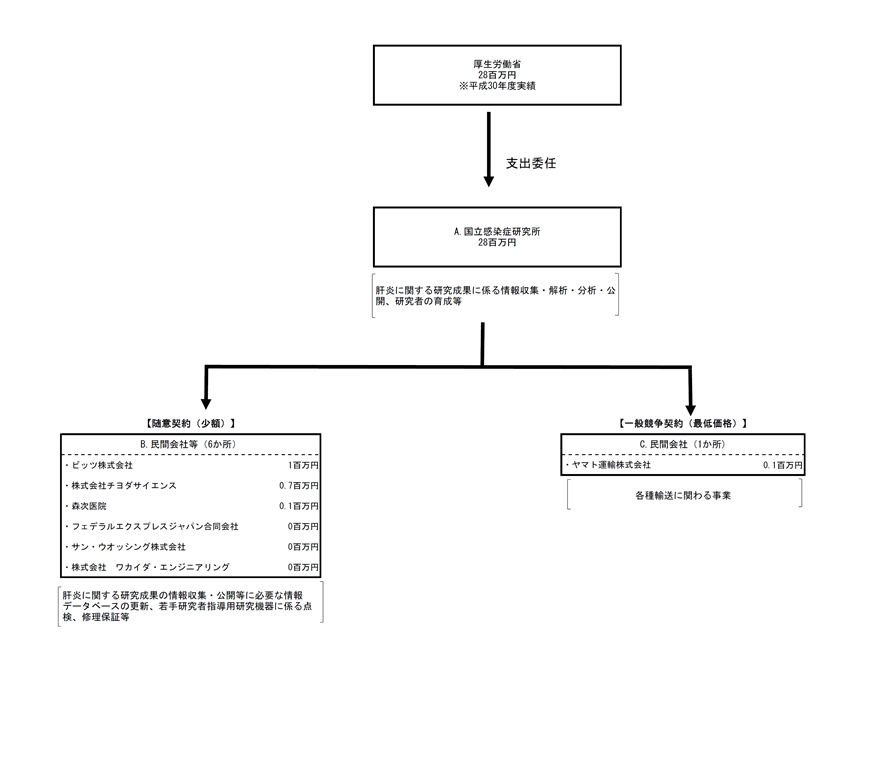 厚生労働省
28百万円
※平成30年度実績
支出委任
A.国立感染症研究所
28百万円
肝炎に関する研究成果に係る情報収集・解析・分析・公
開、研究者の育成等
【随意契約（少額）】
B.民間会社等（6か所）
・ビッツ株式会社 1百万円
・株式会社チヨダサイエンス 0.7百万円
・森次医院 0.1百万円
・フェデラルエクスプレスジャパン合同会社 0百万円
・サン・ウオッシング株式会社 0百万円
・株式会社　ワカイダ・エンジニアリング 0百万円
肝炎に関する研究成果の情報収集・公開等に必要な情報
データベースの更新、若手研究者指導用研究機器に係る点
検、修理保証等
【一般競争契約（最低価格）】
C.民間会社（1か所）
・ヤマト運輸株式会社 0.1百万円
各種輸送に関わる事業